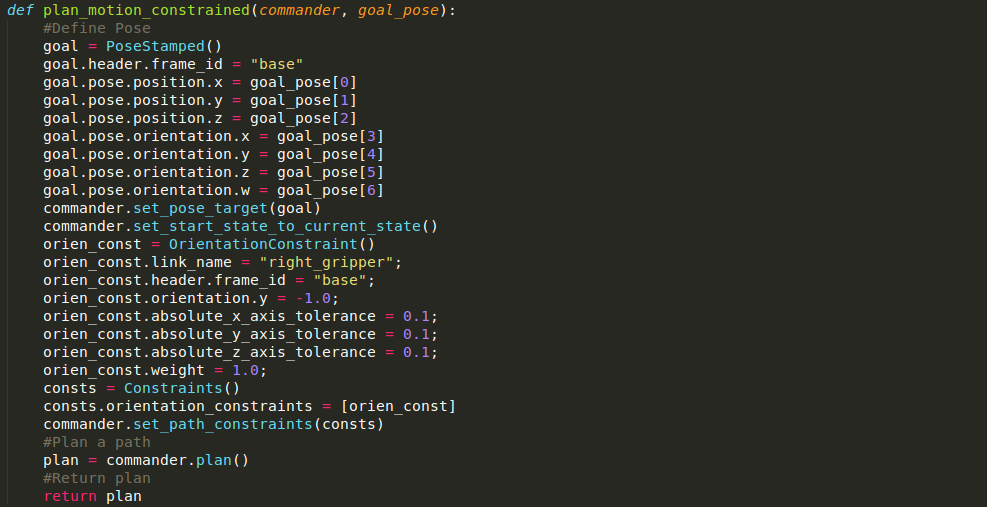 def plan_motion_constrained(commander, goal_pose):
    #Define Pose
    goal = PoseStamped()
    goal.header.frame_id = "base"
    goal.pose.position.x = goal_pose[0]
    goal.pose.position.y = goal_pose[1]
    goal.pose.position.z = goal_pose[2]
    goal.pose.orientation.x = goal_pose[3]
    goal.pose.orientation.y = goal_pose[4]
    goal.pose.orientation.z = goal_pose[5]
    goal.pose.orientation.w = goal_pose[6]
    commander.set_pose_target(goal)
    commander.set_start_state_to_current_state()
    orien_const = OrientationConstraint()
    orien_const.link_name = "right_gripper";
    orien_const.header.frame_id = "base";
    orien_const.orientation.y = -1.0;
    orien_const.absolute_x_axis_tolerance = 0.1;
    orien_const.absolute_y_axis_tolerance = 0.1;
    orien_const.absolute_z_axis_tolerance = 0.1;
    orien_const.weight = 1.0;
    consts = Constraints()
    consts.orientation_constraints = [orien_const]
    commander.set_path_constraints(consts)
    #Plan a path
    plan = commander.plan()
    #Return plan
    return plan